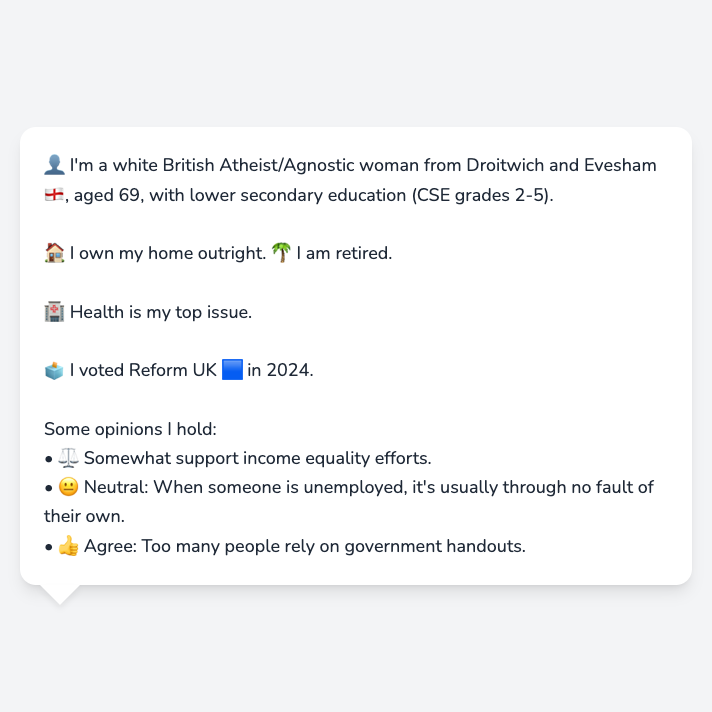 👤 I'm a white British Atheist/Agnostic woman from Droitwich and Evesham
🏴󠁧󠁢󠁥󠁮󠁧󠁿, aged 69, with lower secondary education (CSE grades 2-5).
🏠 I own my home outright. 🌴 I am retired.
🏥 Health is my top issue.
🗳️ I voted Reform UK 🟦 in 2024.
Some opinions I hold:
• ⚖️ Somewhat support income equality efforts.
• 😐 Neutral: When someone is unemployed, it's usually through no fault of
their own.
• 👍 Agree: Too many people rely on government handouts.